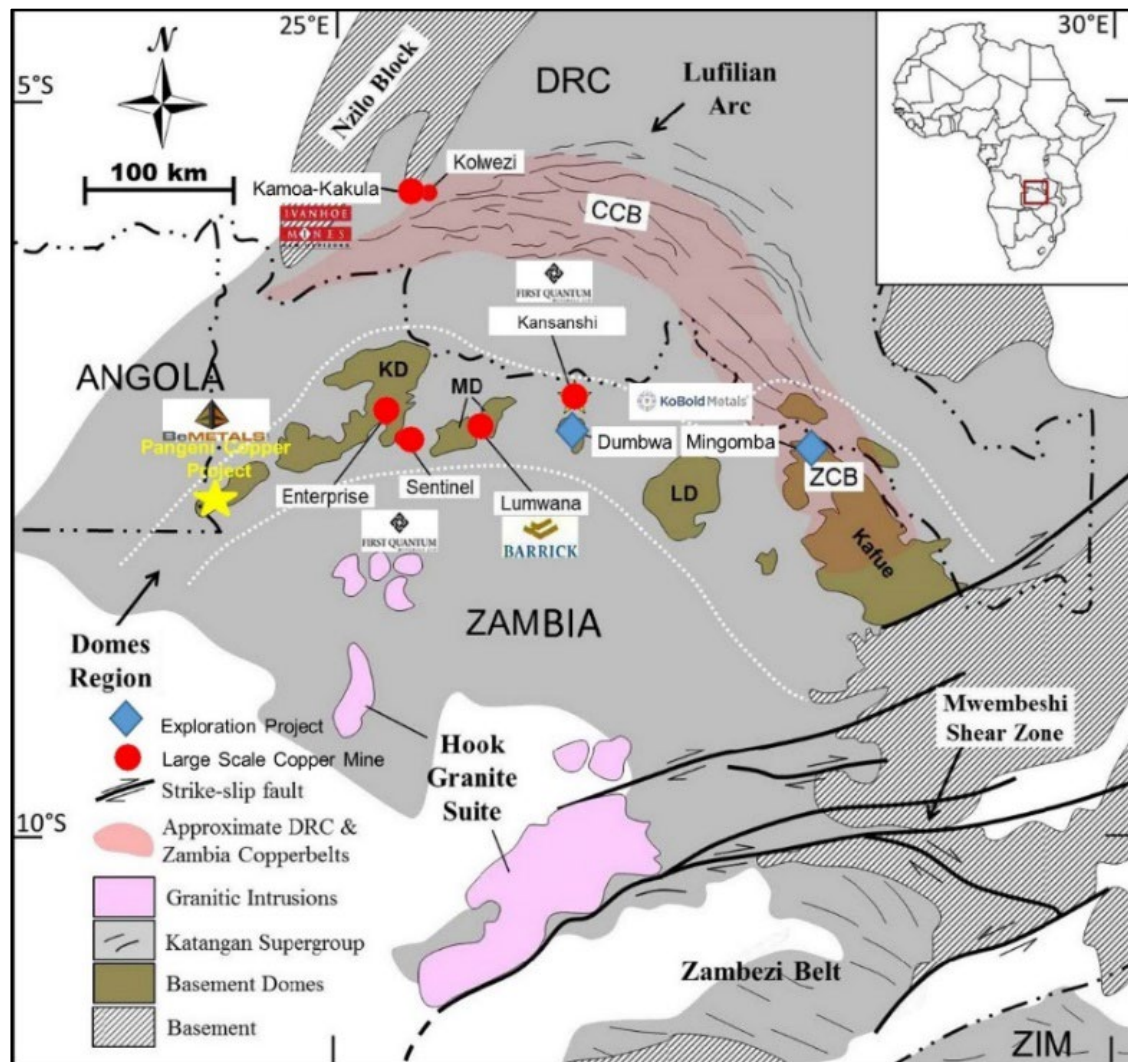 25°E
30°E
N
5°S
100 km
Nzilo Block
DRC
Lufilian
Arc
Kolwezi
Kamoa-Kakula
IVANHOE
MINES
CCB
FIRST QUANTUM
Kansanshi
ANGOLA
KD
MD
KoBold Metals
BeMETALS
Pangeni Copper
Project
Dumbwa
Mingomba
ZCB
Enterprise
Sentinel
Lumwana
LD
FIRST QUANTUM
BARRICK
Kafue
ZAMBIA
Domes
Region
Mwembeshi
Shear Zone
Hook
Granite
Suite
Exploration Project
Large Scale Copper Mine
Strike-slip fault
10°S
Approximate DRC &
Zambia Copperbelts
Granitic Intrusions
Katangan Supergroup
Basement Domes
Basement
Zambezi Belt
ZIM